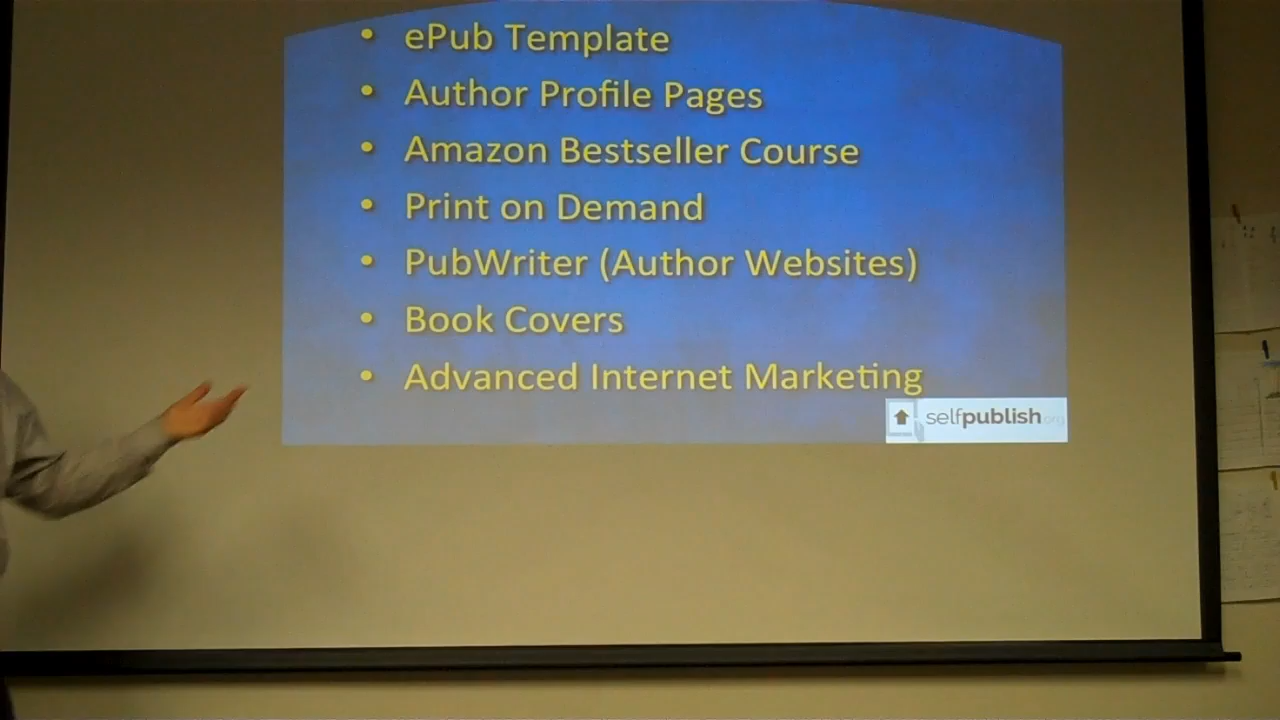 • ePub Template
• Author Profile Pages
• Amazon Bestseller Course
• Print on Demand
• PubWriter (Author Websites)
• Book Covers
• Advanced Internet Marketing
selfpublish.org